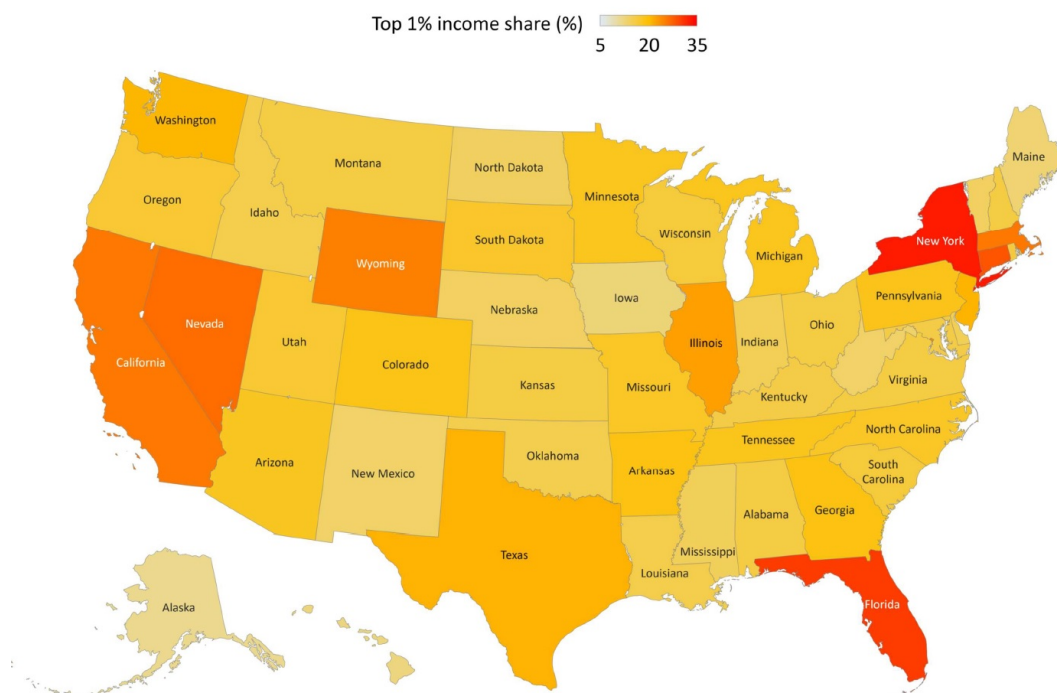 Top 1% income share (%)
5 20 35
Washington
Montana
North Dakota
Minnesota
Maine
Oregon
Idaho
Wisconsin
South Dakota
Michigan
New York
Wyoming
Nebraska
Iowa
Pennsylvania
Nevada
Utah
Colorado
Illinois
Indiana
Ohio
California
Kansas
Missouri
Kentucky
Virginia
Arizona
New Mexico
Oklahoma
Arkansas
Tennessee
North Carolina
South
Carolina
Texas
Louisiana
Mississippi
Alabama
Georgia
Alaska
Florida